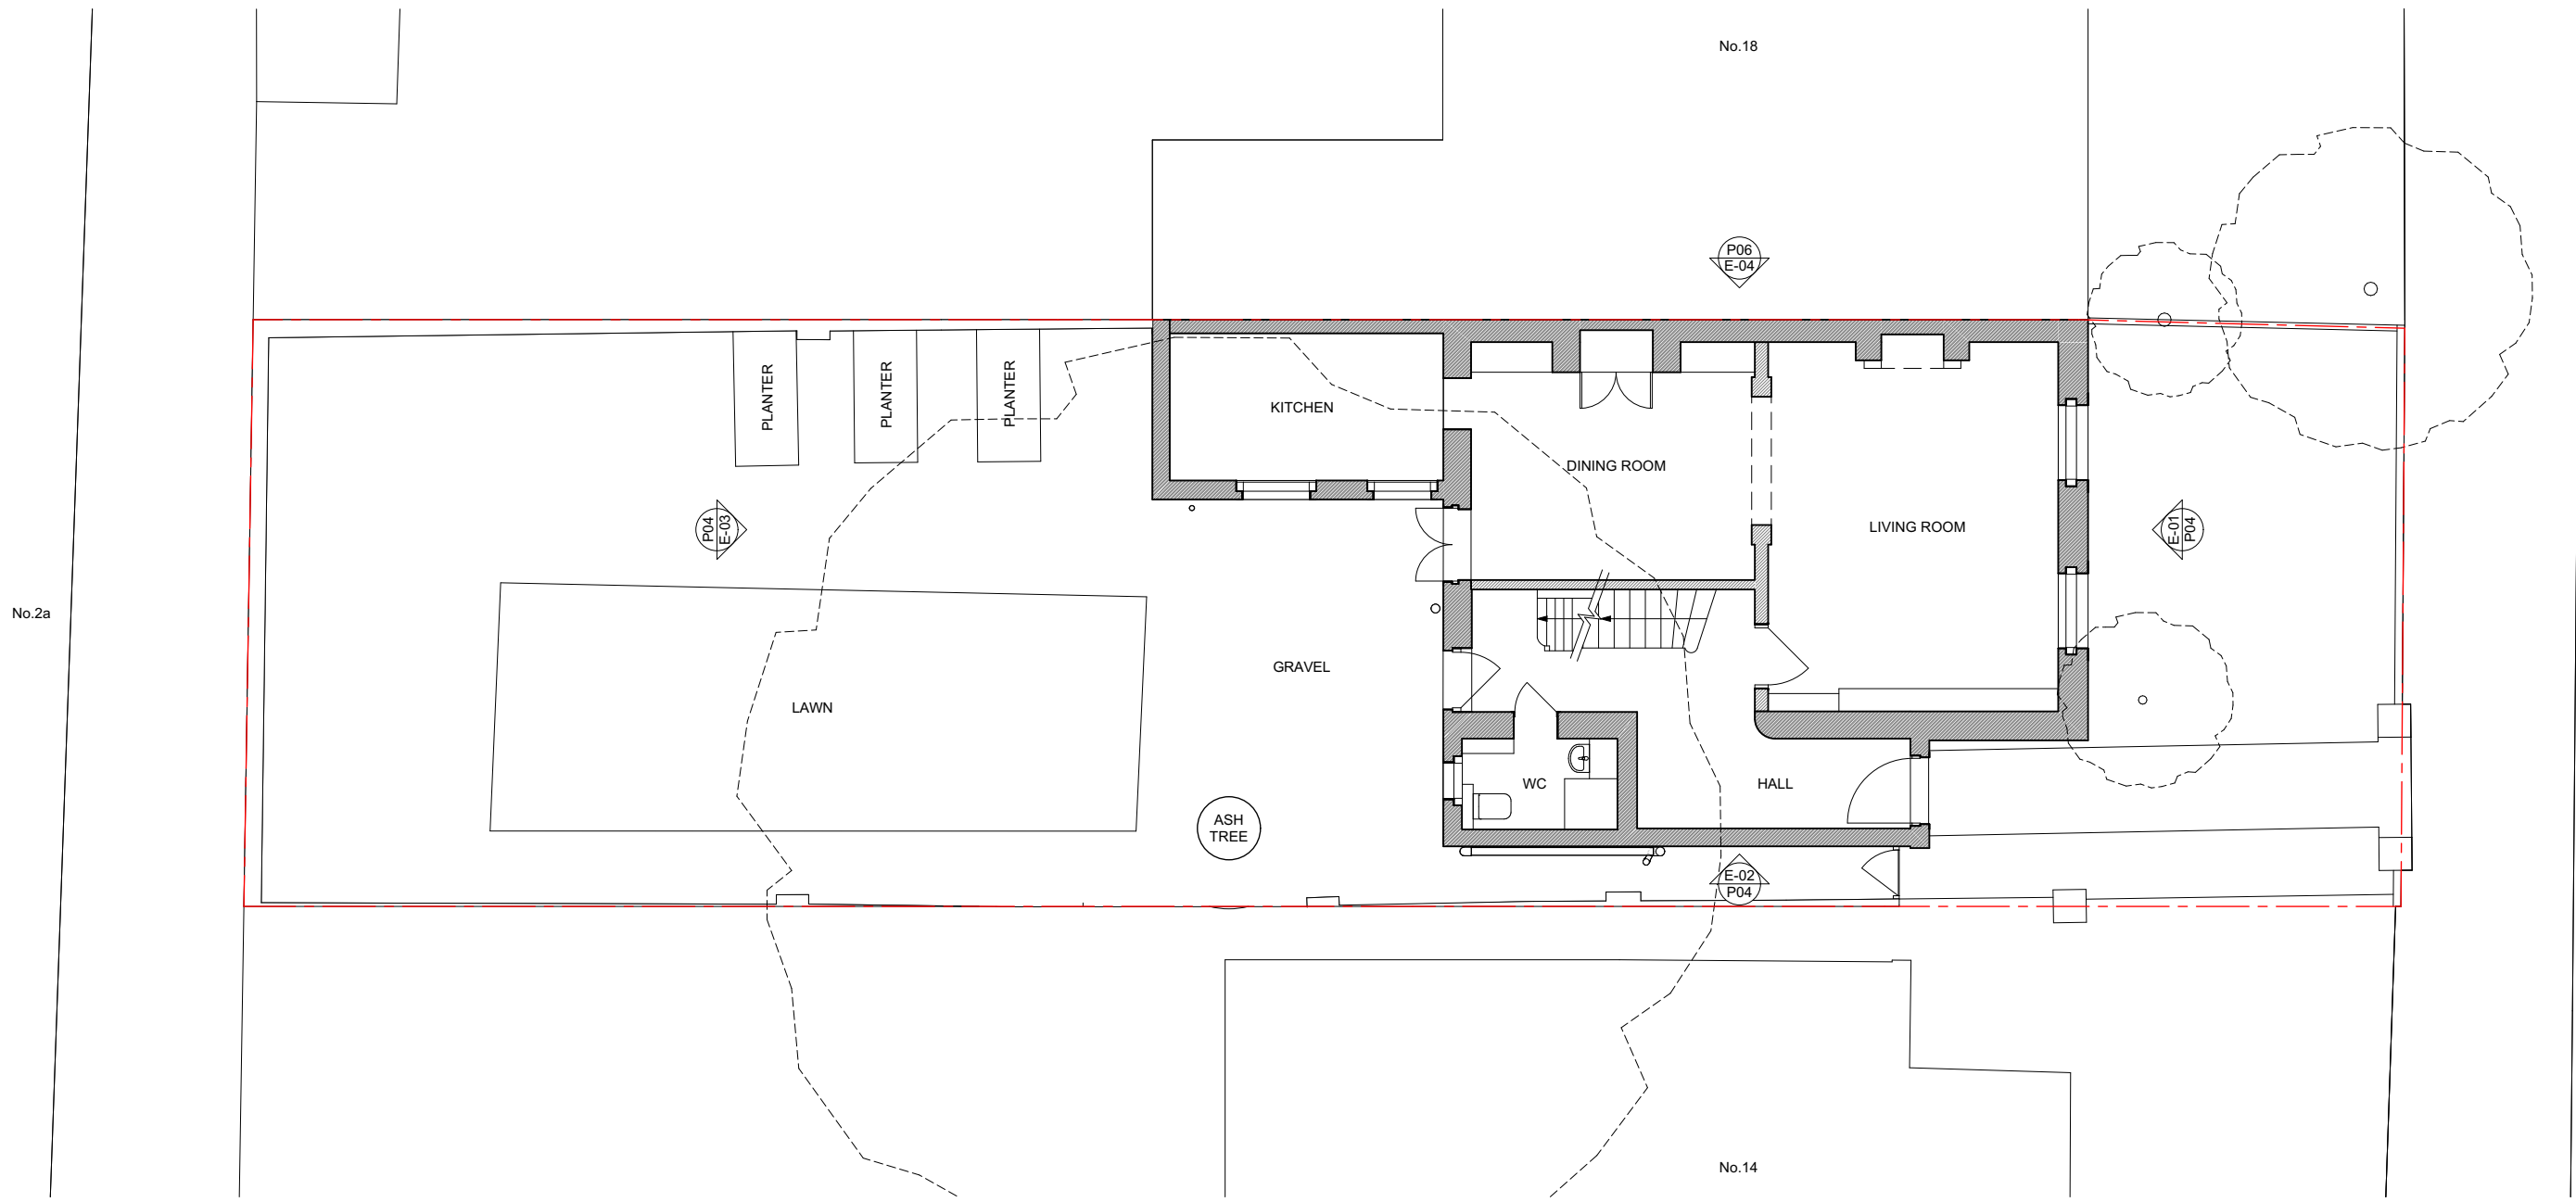 No.18
P06
E-04
PLANTER
PLANTER
PLANTER
KITCHEN
DINING ROOM
LIVING ROOM
P04
E-03
E-01
P04
No.2a
GRAVEL
LAWN
WC
HALL
ASH
TREE
E-02
P04
No.14